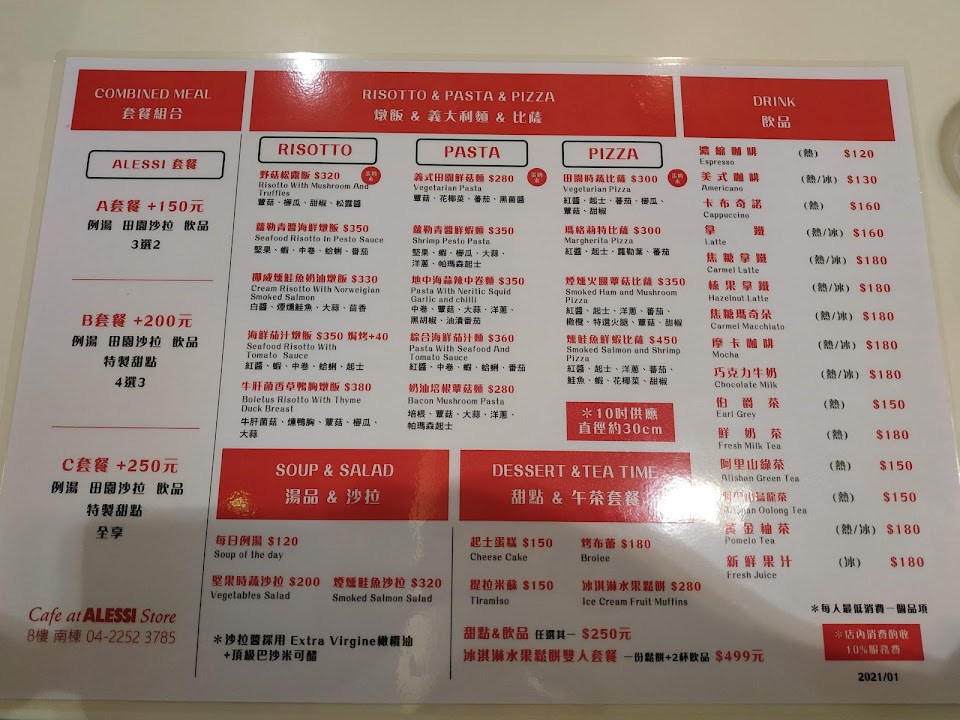 COMBINED MEAL
套餐組合
ALESSI 套餐
A套餐 +150元
例湯 田園沙拉 飲品
3選2
B套餐 +200元
例湯 田園沙拉 飲品
特製甜點
4選3
C套餐 +250元
例湯 田園沙拉 飲品
特製甜點
全享
Cafe at ALESSI Store
8樓 南棟 04-2252 3785
RISOTTO & PASTA & PIZZA
燉飯 & 義大利麵 & 比薩
RISOTTO
野菇松露飯 $320
Risotto With Mushroom And
Truffles
蕈菇、櫛瓜、甜椒、松露醬
蘿勒青醬海鮮燉飯 $350
Seafood Risotto In Pesto Sauce
堅果、蝦、中卷、蛤蜊、番茄
挪威燻鮭魚奶油燉飯 $330
Cream Risotto With Norweigian
Smoked Salmon
白醬、煙燻鮭魚、大蒜、茴香
海鮮茄汁燉飯 $350 焗烤+40
Seafood Risotto With
Tomato Sauce
紅醬、蝦、中卷、蛤蜊、起士
牛肝菌香草鴨胸燉飯 $380
Boletus Risotto With Thyme
Duck Breast
牛肝菌菇、燻鴨胸、蕈菇、櫛瓜、
大蒜
PASTA
義式田園鮮菇麵 $280
Vegetarian Pasta
蕈菇、花椰菜、蕃茄、黑菌醬
蘿勒青醬鮮蝦麵 $350
Shrimp Pesto Pasta
堅果、蝦、櫛瓜、大蒜、
洋蔥、帕瑪森起士
地中海蒜辣中卷麵 $350
Pasta With Neritic Squid
Garlic and chilli
中卷、蕈菇、大蒜、洋蔥、
黑胡椒、油漬番茄
綜合海鮮茄汁麵 $360
Pasta With Seafood And
Tomato Sauce
紅醬、蝦、中卷、蛤蜊、番茄
奶油培根蕈菇麵 $280
Bacon Mushroom Pasta
培根、蕈菇、大蒜、洋蔥、
帕瑪森起士
PIZZA
田園時蔬比薩 $300
Vegetarian Pizza
紅醬、起士、蕃茄、櫛瓜、
蕈菇、甜椒
瑪格莉特比薩 $300
Margherita Pizza
紅醬、起士、蘿勒葉、蕃茄
煙燻火腿蕈菇比薩 $350
Smoked Ham and Mushroom
Pizza
紅醬、起士、洋蔥、蕃茄、
橄欖、特選火腿、蕈菇、甜椒
燻鮭魚鮮蝦比薩 $450
Smoked Salmon and Shrimp
Pizza
紅醬、起士、洋蔥、蕃茄、
鮭魚、蝦、花椰菜、甜椒
＊10吋供應
直徑約30cm
SOUP & SALAD
湯品 & 沙拉
每日例湯 $120
Soup of the day
堅果時蔬沙拉 $200 煙燻鮭魚沙拉 $320
Vegetables Salad Smoked Salmon Salad
＊沙拉醬採用 Extra Virgine橄欖油
+頂級巴沙米可醋
DESSERT &TEA TIME
甜點 & 午茶套餐
起士蛋糕 $150 烤布蕾 $180
Cheese Cake Broiee
提拉米蘇 $150 冰淇淋水果鬆餅 $280
Tiramiso Ice Cream Fruit Muffins
甜點&飲品 任選其一 $250元
冰淇淋水果鬆餅雙人套餐 一份鬆餅+2杯飲品 $499元
DRINK
飲品
濃縮咖啡 (熱) $120
Espresso
美式咖啡 (熱/冰) $130
Americano
卡布奇諾 (熱) $160
Cappuccino
拿鐵 (熱/冰) $160
Latte
焦糖拿鐵 (熱/冰) $180
Carmel Latte
榛果拿鐵 (熱/冰) $180
Hazelnut Latte
焦糖瑪奇朵 (熱/冰) $180
Carmel Macchiato
摩卡咖啡 (熱/冰) $180
Mocha
巧克力牛奶 (熱/冰) $180
Chocolate Milk
伯爵茶 (熱) $150
Earl Grey
鮮奶茶 (熱) $180
Fresh Milk Tea
阿里山綠茶 (熱) $150
Alishan Green Tea
阿里山烏龍茶 (熱) $150
Alishan Oolong Tea
黃金柚茶 (熱/冰) $180
Pomelo Tea
新鮮果汁 (冰) $180
Fresh Juice
＊每人最低消費一個品項
＊店內消費酌收
10%服務費
2021/01